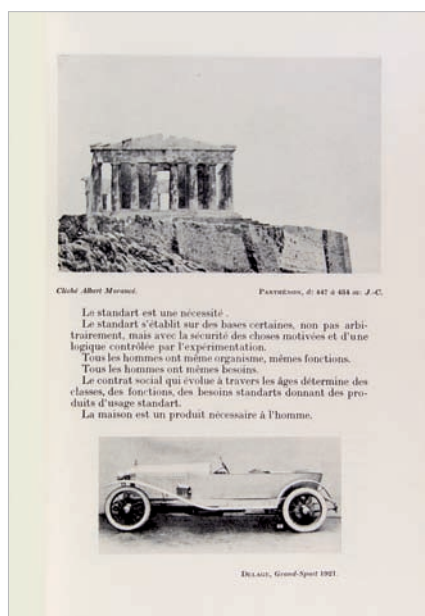 Cliché Albert Morancé. PARTHÉNON, de 447 à 434 av. J.-C.
Le standart est une nécessité .
Le standart s'établit sur des bases certaines, non pas arbi-
trairement, mais avec la sécurité des choses motivées et d'une
logique contrôlée par l'expérimentation.
Tous les hommes ont même organisme, mêmes fonctions.
Tous les hommes ont mêmes besoins.
Le contrat social qui évolue à travers les âges détermine des
classes, des fonctions, des besoins standarts donnant des pro-
duits d'usage standart.
La maison est un produit nécessaire à l'homme.
DELAGE, Grand-Sport 1921.